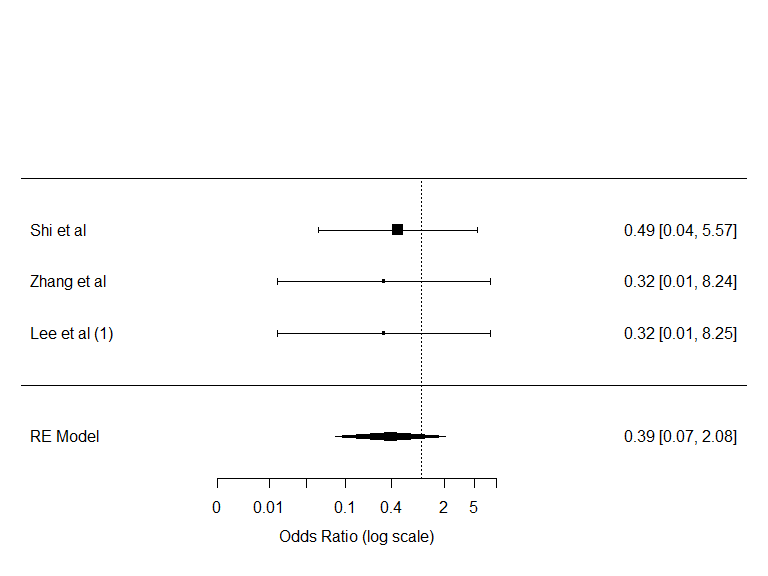 Shi et al 0.49 [0.04, 5.57]
Zhang et al 0.32 [0.01, 8.24]
Lee et al (1) 0.32 [0.01, 8.25]
RE Model 0.39 [0.07, 2.08]
0 0.01 0.1 0.4 2 5
Odds Ratio (log scale)